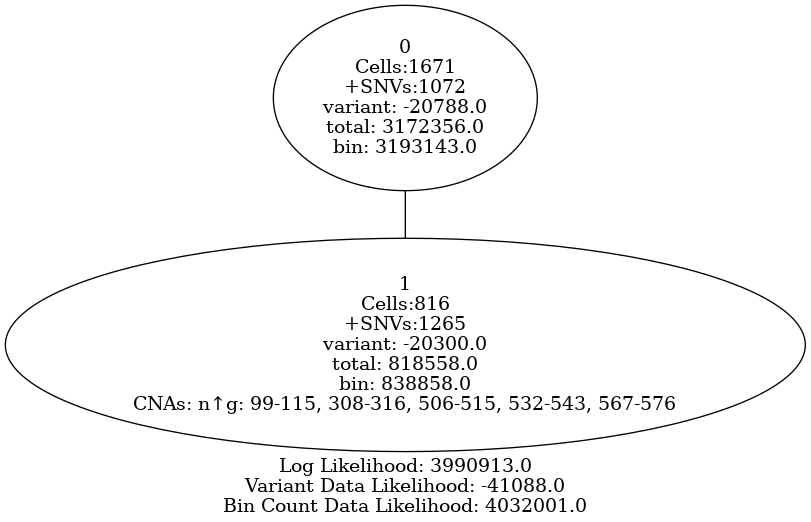 0
Cells:1671
+SNVs:1072
variant: -20788.0
total: 3172356.0
bin: 3193143.0
1
Cells:816
+SNVs:1265
variant: -20300.0
total: 818558.0
bin: 838858.0
CNAs: n↑g: 99-115, 308-316, 506-515, 532-543, 567-576
Log Likelihood: 3990913.0
Variant Data Likelihood: -41088.0
Bin Count Data Likelihood: 4032001.0